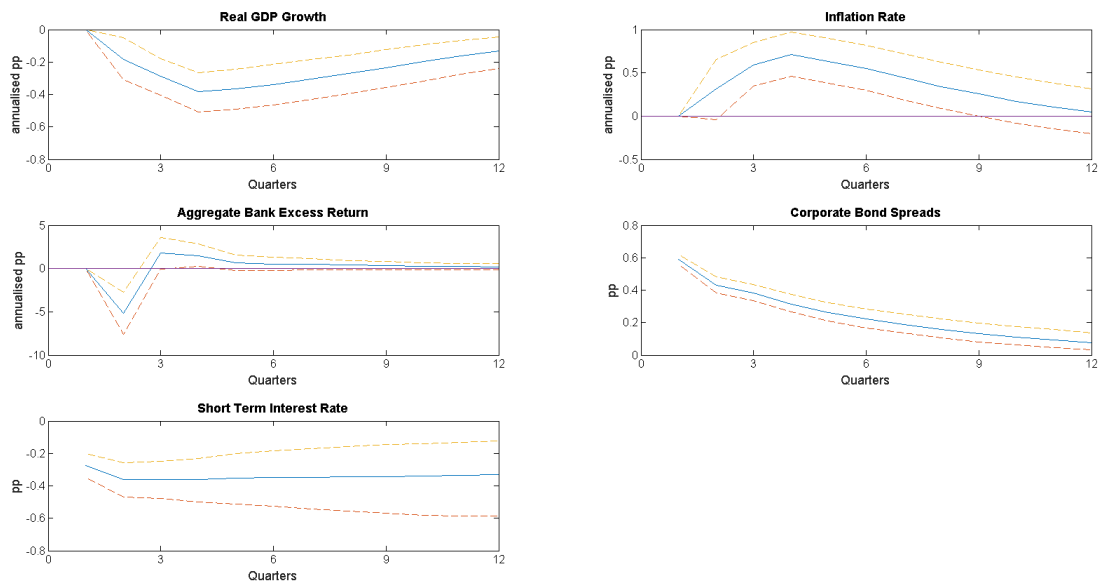 Real GDP Growth
0
-0.2
-0.4
-0.6
-0.8
annualised pp
0 3 6 9 12
Quarters
Inflation Rate
1
0.5
0
-0.5
annualised pp
0 3 6 9 12
Quarters
Aggregate Bank Excess Return
5
0
-5
-10
annualised pp
0 3 6 9 12
Quarters
Corporate Bond Spreads
0.8
0.6
0.4
0.2
0
pp
0 3 6 9 12
Quarters
Short Term Interest Rate
0
-0.2
-0.4
-0.6
-0.8
pp
0 3 6 9 12
Quarters